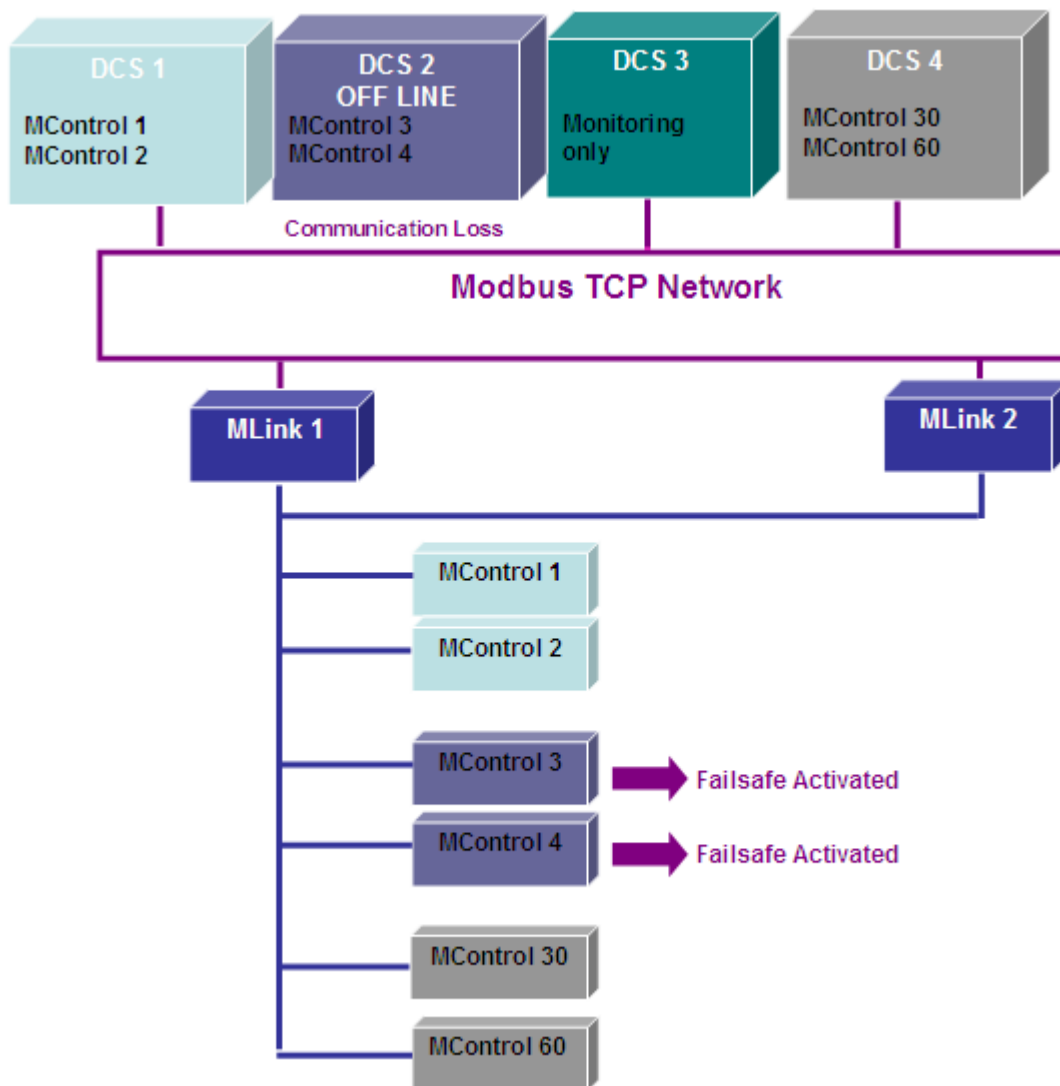 DCS 1
MControl 1
MControl 2
DCS 2
OFF LINE
MControl 3
MControl 4
DCS 3
Monitoring
only
DCS 4
MControl 30
MControl 60
Communication Loss
Modbus TCP Network
MLink 1
MLink 2
MControl 1
MControl 2
MControl 3
Failsafe Activated
MControl 4
Failsafe Activated
MControl 30
MControl 60